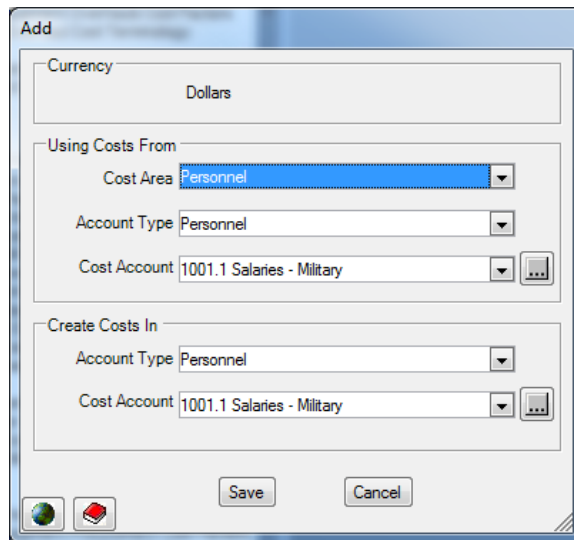 Add
Currency
Dollars
Using Costs From
Cost Area Personnel
Account Type Personnel
Cost Account 1001.1 Salaries - Military ...
Create Costs In
Account Type Personnel
Cost Account 1001.1 Salaries - Military ...
Save Cancel